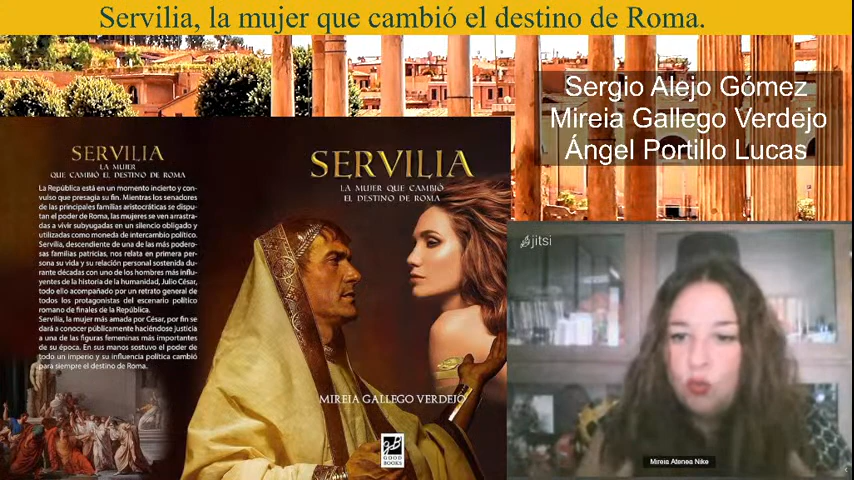 Servilia, la mujer que cambió el destino de Roma.
Sergio Alejo Gómez
Mireia Gallego Verdejo
Ángel Portillo Lucas
SERVILIA
LA MUJER
QUE CAMBIÓ EL DESTINO DE ROMA
La República está en un momento incierto y con-
vulso que presagia su fin. Mientras los senadores
de las principales familias aristocráticas se dispu-
tan el poder de Roma, las mujeres se ven arrastra-
das a vivir subyugadas en un silencio obligado y
utilizadas como moneda de intercambio político.
Servilia, descendiente de una de las más podero-
sas familias patricias, nos relata en primera per-
sona su vida y su relación personal sostenida du-
rante décadas con uno de los hombres más influ-
yentes de la historia de la humanidad, Julio César,
todo ello acompañado por un retrato general de
todos los protagonistas del escenario político
romano de finales de la República.
Servilia, la mujer más amada por César, por fin se
dará a conocer públicamente haciéndose justicia
a una de las figuras femeninas más importantes
de su época. En sus manos sostuvo el poder de
todo un imperio y su influencia política cambió
para siempre el destino de Roma.
SERVILIA
LA MUJER QUE CAMBIÓ
EL DESTINO DE ROMA
MIREIA GALLEGO VERDEJO
GOOD
BOOKS
jitsi
Mireia Atenea Nike